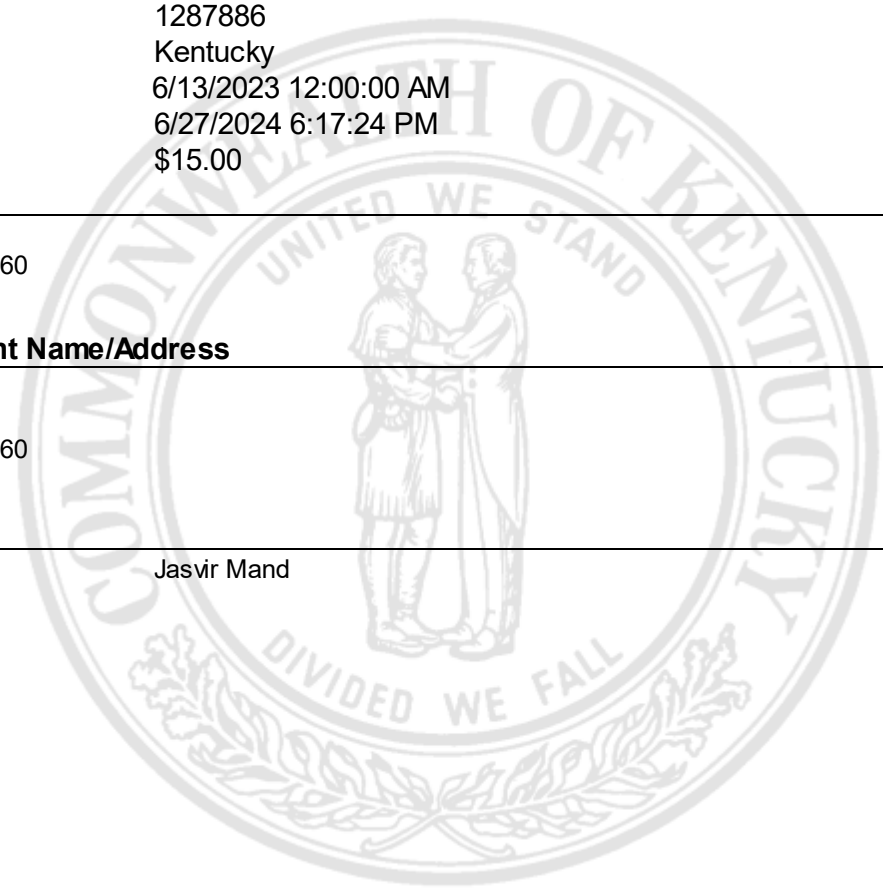 1287886
Kentucky
6/13/2023 12:00:00 AM
6/27/2024 6:17:24 PM
$15.00
60
nt Name/Address
60
Jasvir Mand
COMMONWEALTH OF KENTUCKY
UNITED WE STAND
DIVIDED WE FALL